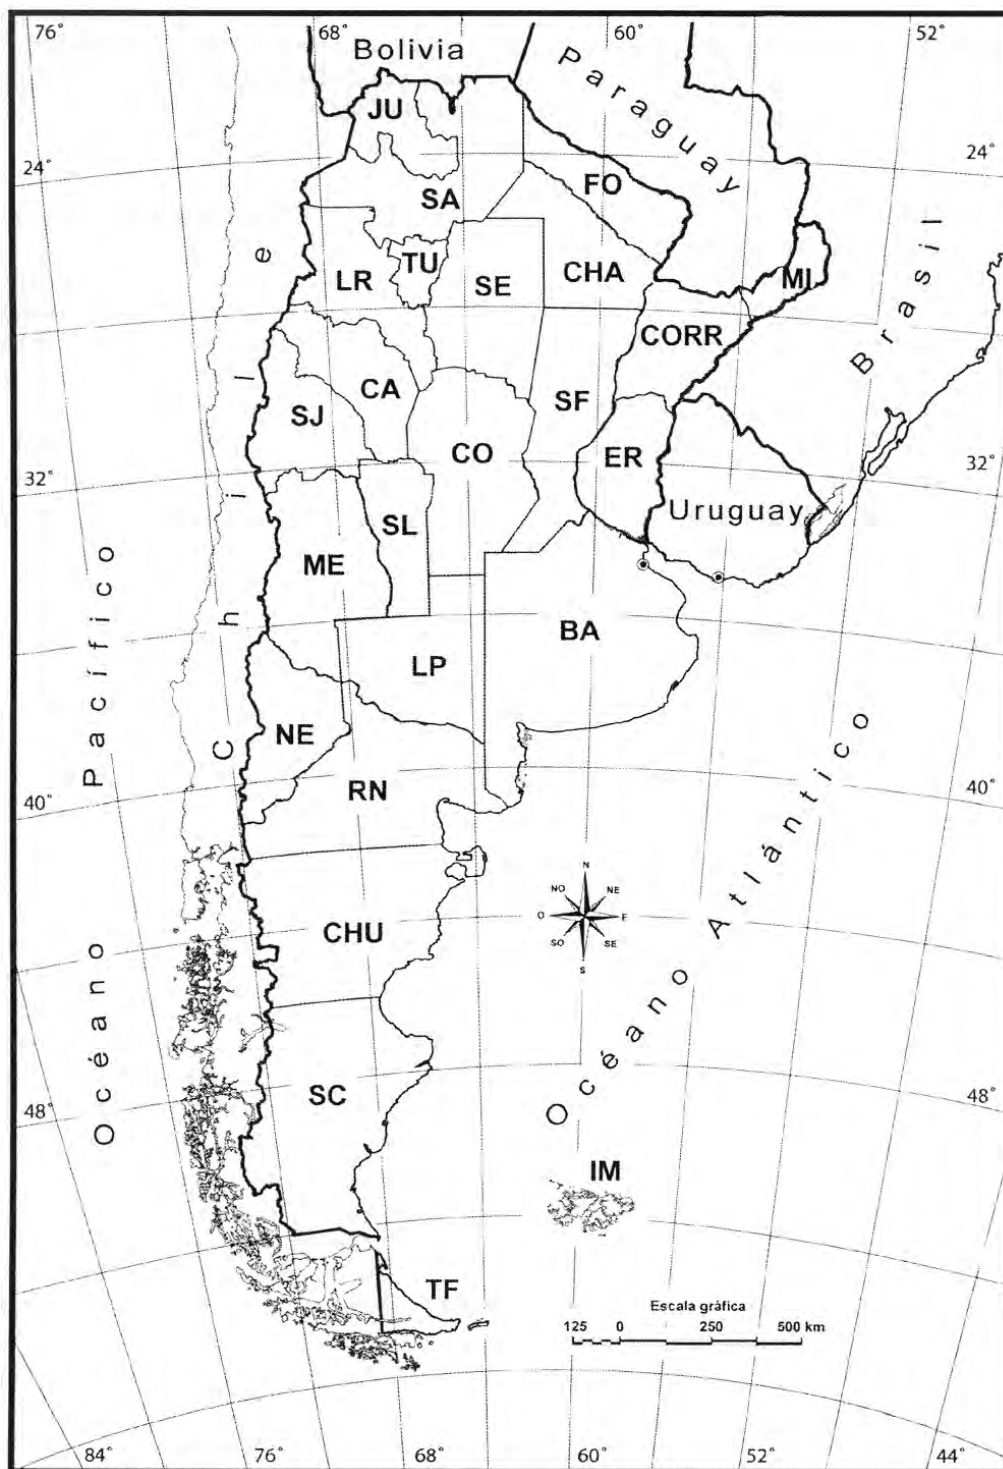 76°
68°
60°
52°
Bolivia
Paraguay
JU
24°
24°
FO
SA
Brasil
TU
LR
SE
CHA
MI
CORR
CA
SF
SJ
CO
ER
32°
32°
Uruguay
SL
ME
Chile
BA
LP
Océano Pacífico
NE
RN
40°
40°
Océano Atlántico
N
NO
NE
O
E
SO
SE
S
CHU
SC
48°
48°
IM
TF
Escala gráfica
125 0 250 500 km
84°
76°
68°
60°
52°
44°